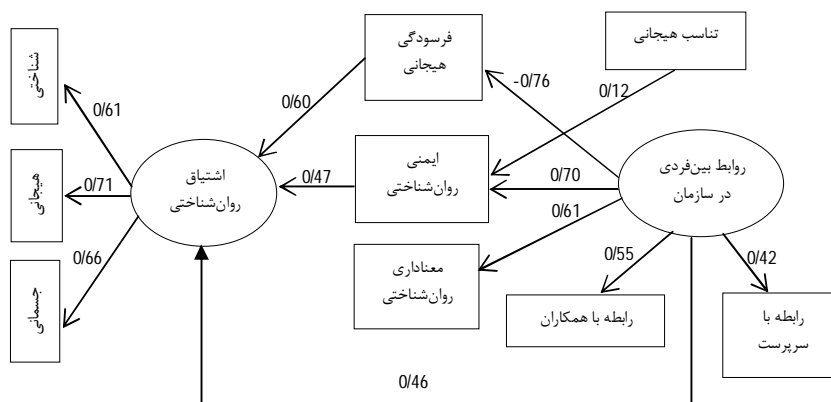 تناسب هیجانی
فرسودگی
هیجانی
شناختی
-0/76
0/12
0/60
0/61
ایمنی
روان‌شناختی
روابط بین‌فردی
در سازمان
اشتیاق
روان‌شناختی
هیجانی
0/70
0/47
0/71
0/61
0/66
معناداری
روان‌شناختی
0/55
0/42
جسمانی
رابطه با
سرپرست
رابطه با همکاران
0/46